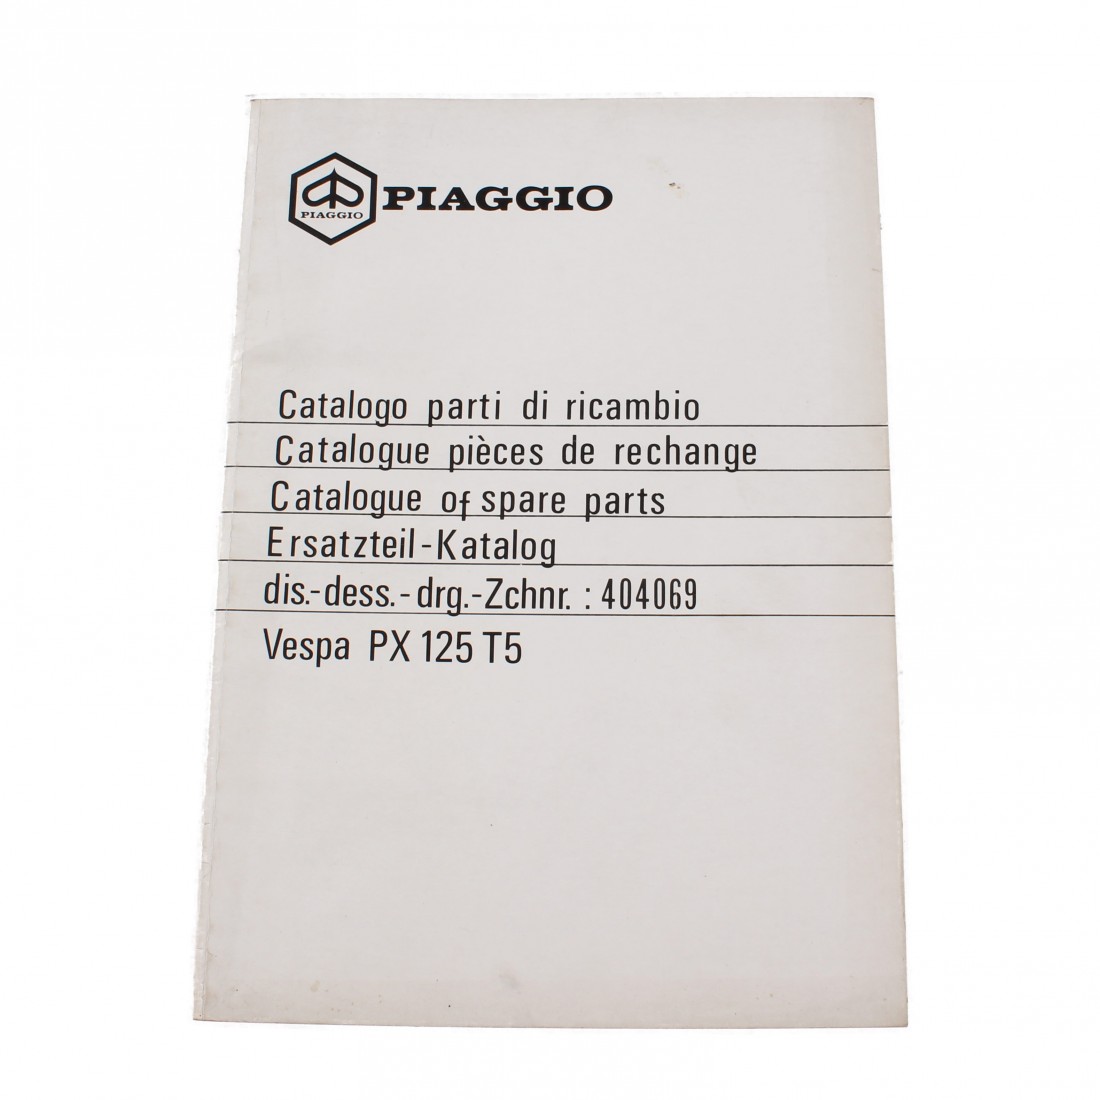 PIAGGIO
PIAGGIO
Catalogo parti di ricambio
Catalogue pièces de rechange
Catalogue of spare parts
Ersatzteil-Katalog
dis.-dess.-drg.-Zchnr. : 404069
Vespa PX 125 T5